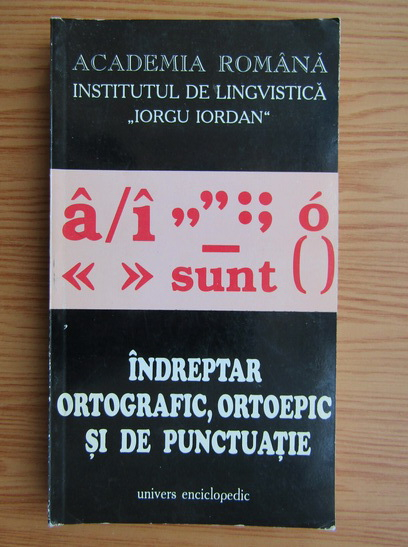 ACADEMIA ROMÂNĂ
INSTITUTUL DE LINGVISTICĂ
„IORGU IORDAN“
â/î „” – : ; ó
« » sunt ( )
ÎNDREPTAR
ORTOGRAFIC, ORTOEPIC
ȘI DE PUNCTUAȚIE
univers enciclopedic